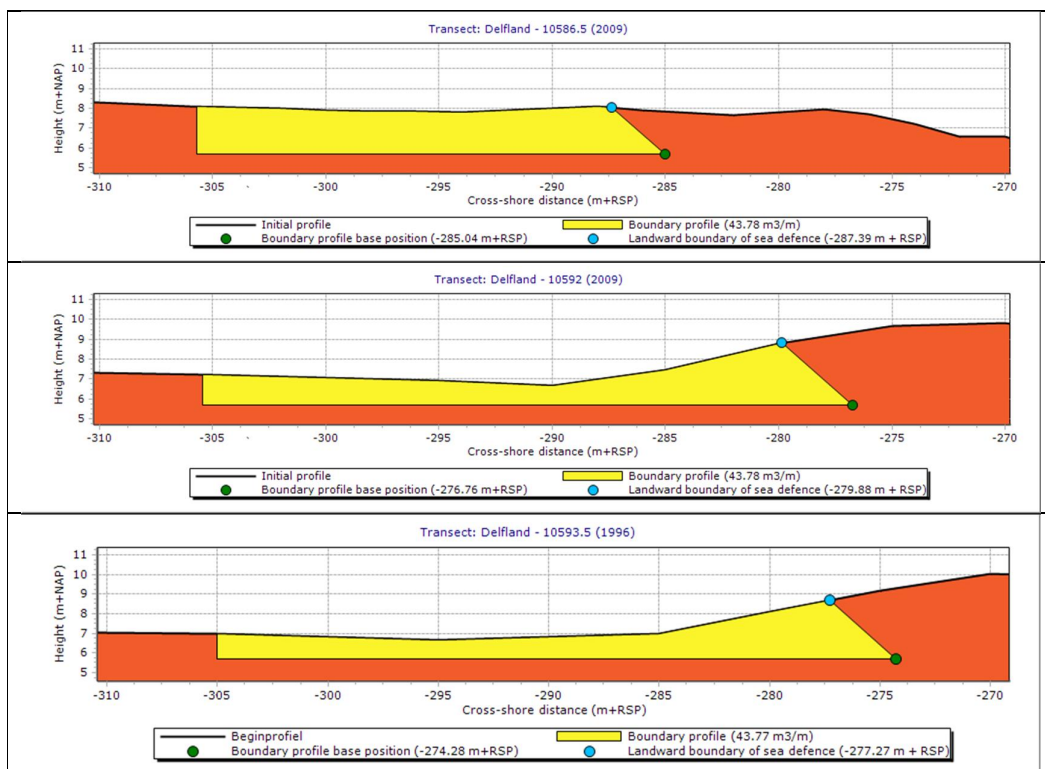 Transect: Delfland - 10586.5 (2009)
Height (m+NAP)
11
10
9
8
7
6
5
-310 -305 -300 -295 -290 -285 -280 -275 -270
Cross-shore distance (m+RSP)
Initial profile Boundary profile (43.78 m3/m)
Boundary profile base position (-285.04 m+RSP) Landward boundary of sea defence (-287.39 m + RSP)
Transect: Delfland - 10592 (2009)
Height (m+NAP)
11
10
9
8
7
6
5
-310 -305 -300 -295 -290 -285 -280 -275 -270
Cross-shore distance (m+RSP)
Initial profile Boundary profile (43.78 m3/m)
Boundary profile base position (-276.76 m+RSP) Landward boundary of sea defence (-279.88 m + RSP)
Transect: Delfland - 10593.5 (1996)
Height (m+NAP)
11
10
9
8
7
6
5
-310 -305 -300 -295 -290 -285 -280 -275 -270
Cross-shore distance (m+RSP)
Beginprofiel Boundary profile (43.77 m3/m)
Boundary profile base position (-274.28 m+RSP) Landward boundary of sea defence (-277.27 m + RSP)